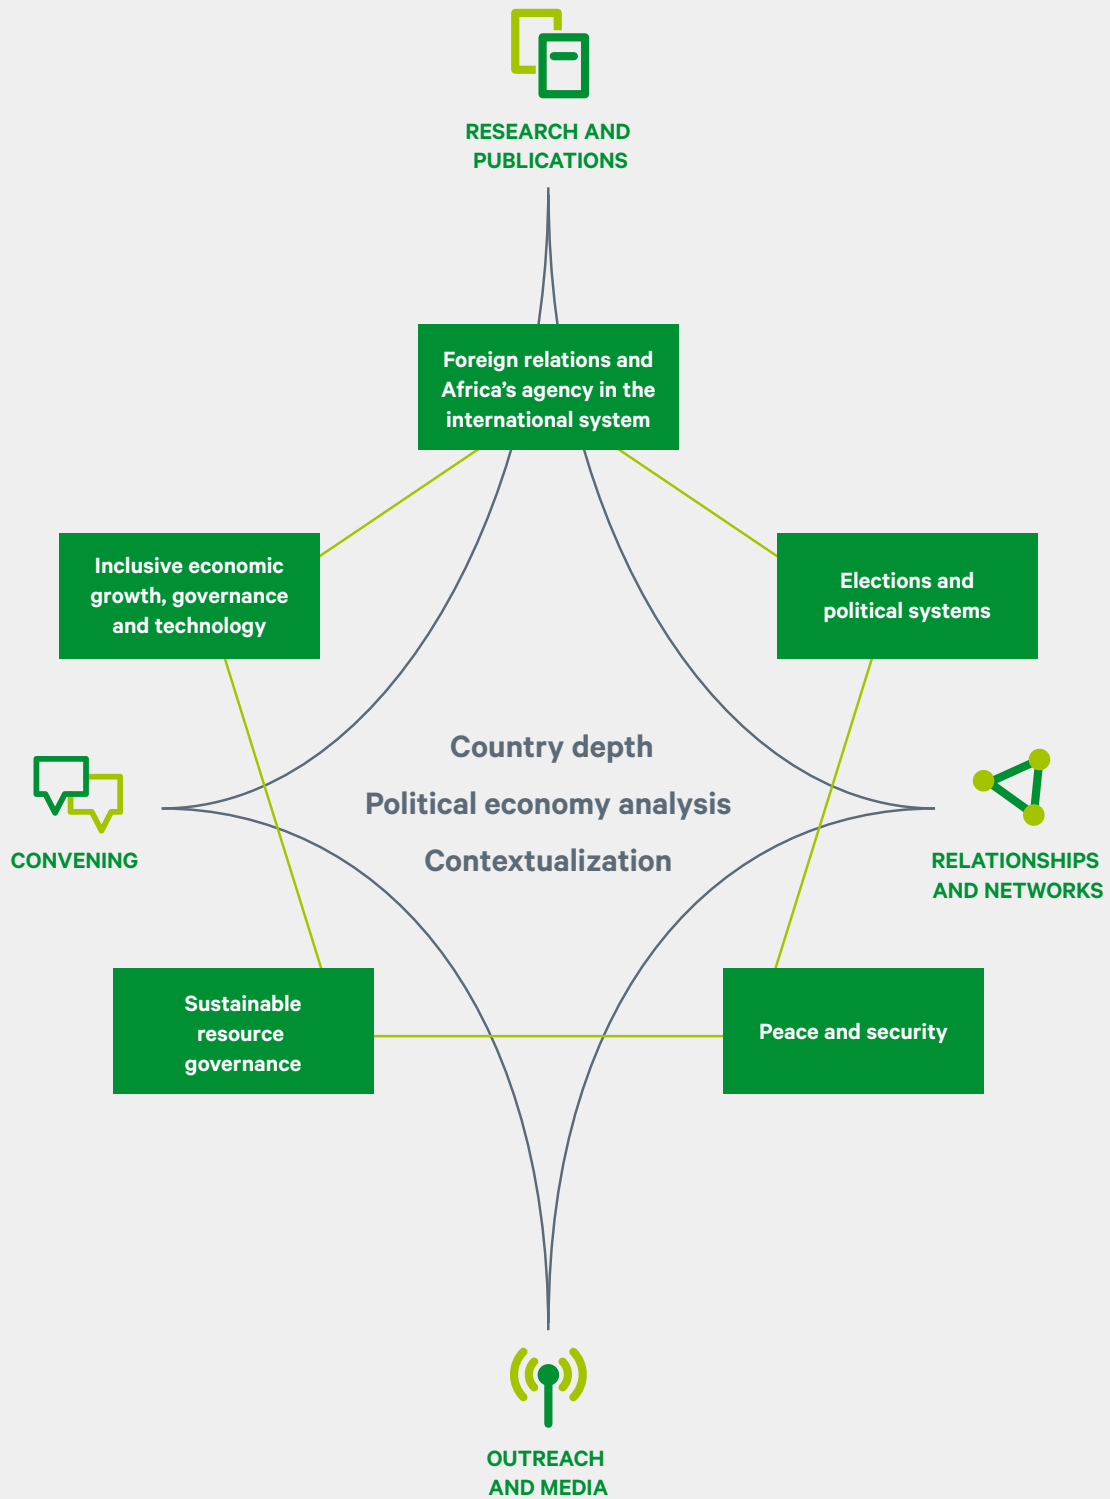 RESEARCH AND
PUBLICATIONS
Foreign relations and
Africa’s agency in the
international system
Inclusive economic
growth, governance
and technology
Elections and
political systems
Country depth
Political economy analysis
Contextualization
CONVENING
RELATIONSHIPS
AND NETWORKS
Sustainable
resource
governance
Peace and security
OUTREACH
AND MEDIA